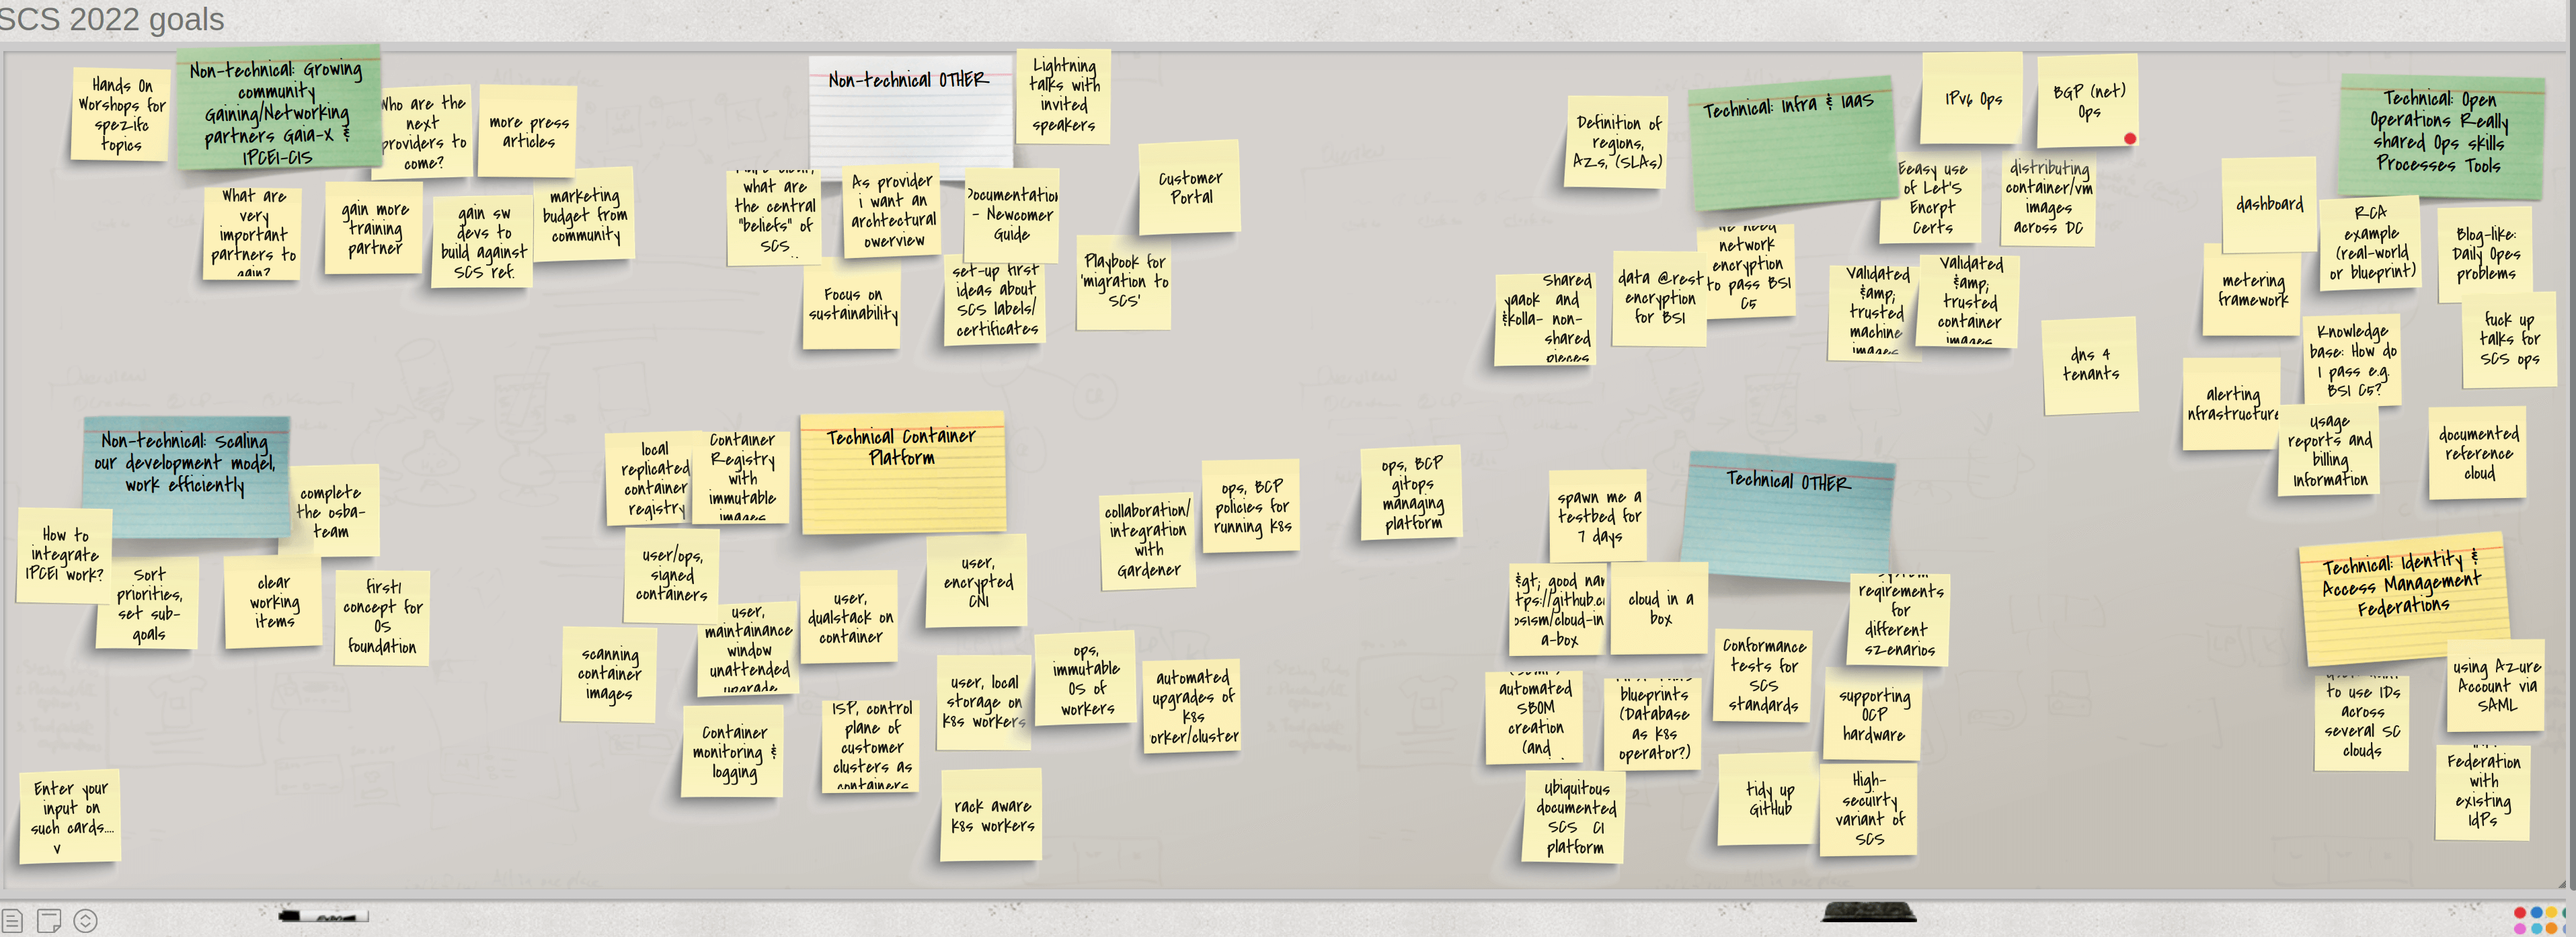 SCS 2022 goals
Hands On
Worshops for
spezifc
topics
Non-technical: Growing
community
Gaining/Networking
partners Gaia-X &
IPCEI-CIS
Who are the
next
providers to
come?
more press
articles
What are
very
important
partners to
gain?
gain more
training
partner
gain sw
devs to
build against
SCS ref.
marketing
budget from
community
Non-technical OTHER
Lightning
talks with
invited
speakers
what are
the central
"beliefs" of
SCS
As provider
i want an
archtectural
owerview
Documentation
- Newcomer
Guide
Customer
Portal
Focus on
sustainability
set-up first
ideas about
SCS labels/
certificates
Playbook for
'migration to
SCS'
Definition of
regions,
AZs, (SLAs)
Technical: Infra & IaaS
IPv6 Ops
BGP (net)
Ops
Eeasy use
of Let's
Encrpt
Certs
distributing
container/vm
images
across DC
Shared
yaook and
&kolla- non-
shared
pieces
data @rest
encryption
for BSI
We need
network
encryption
to pass BSI
C5
Validated
&amp;
trusted
machine
images
Validated
&amp;
trusted
container
images
dns 4
tenants
Technical: Open
Operations Really
shared Ops skills
Processes Tools
dashboard
RCA
example
(real-world
or blueprint)
Blog-like:
Daily Opes
problems
metering
framework
Knowledge
base: How do
I pass e.g.
BSI C5?
fuck up
talks for
SCS ops
alerting
nfrastructure
usage
reports and
billing
information
documented
reference
cloud
Non-technical: Scaling
our development model,
work efficiently
complete
the osba-
team
How to
integrate
IPCEI work?
Sort
priorities,
set sub-
goals
clear
working
items
first/
concept for
OS
foundation
Enter your
input on
such cards....
v
local
replicated
container
registry
Container
Registry
with
immutable
images
Technical Container
Platform
user/ops,
signed
containers
user,
maintainance
window
unattended
upgrade
user,
dualstack on
container
user,
encrypted
CNI
collaboration/
integration
with
Gardener
ops, BCP
policies for
running k8s
ops, BCP
gitops
managing
platform
scanning
container
images
Container
monitoring &
logging
ISP, control
plane of
customer
clusters as
containers
user, local
storage on
k8s workers
ops,
immutable
OS of
workers
automated
upgrades of
k8s
orker/cluster
rack aware
k8s workers
spawn me a
testbed for
7 days
Technical OTHER
&gt; good nam
tps://github.c
osism/cloud-in
a-box
cloud in a
box
system
reqirements
for
different
szenarios
Conformance
tests for
SCS
standards
supporting
OCP
hardware
automated
SBOM
creation
(and
blueprints
(Database
as k8s
operator?)
ubiquitous
documented
SCS CI
platform
tidy up
GitHub
High-
secuirty
variant of
SCS
Technical: Identity &
Access Management
Federations
to use IDs
across
several SC
clouds
using Azure
Account via
SAML
Federation
with
existing
IdPs